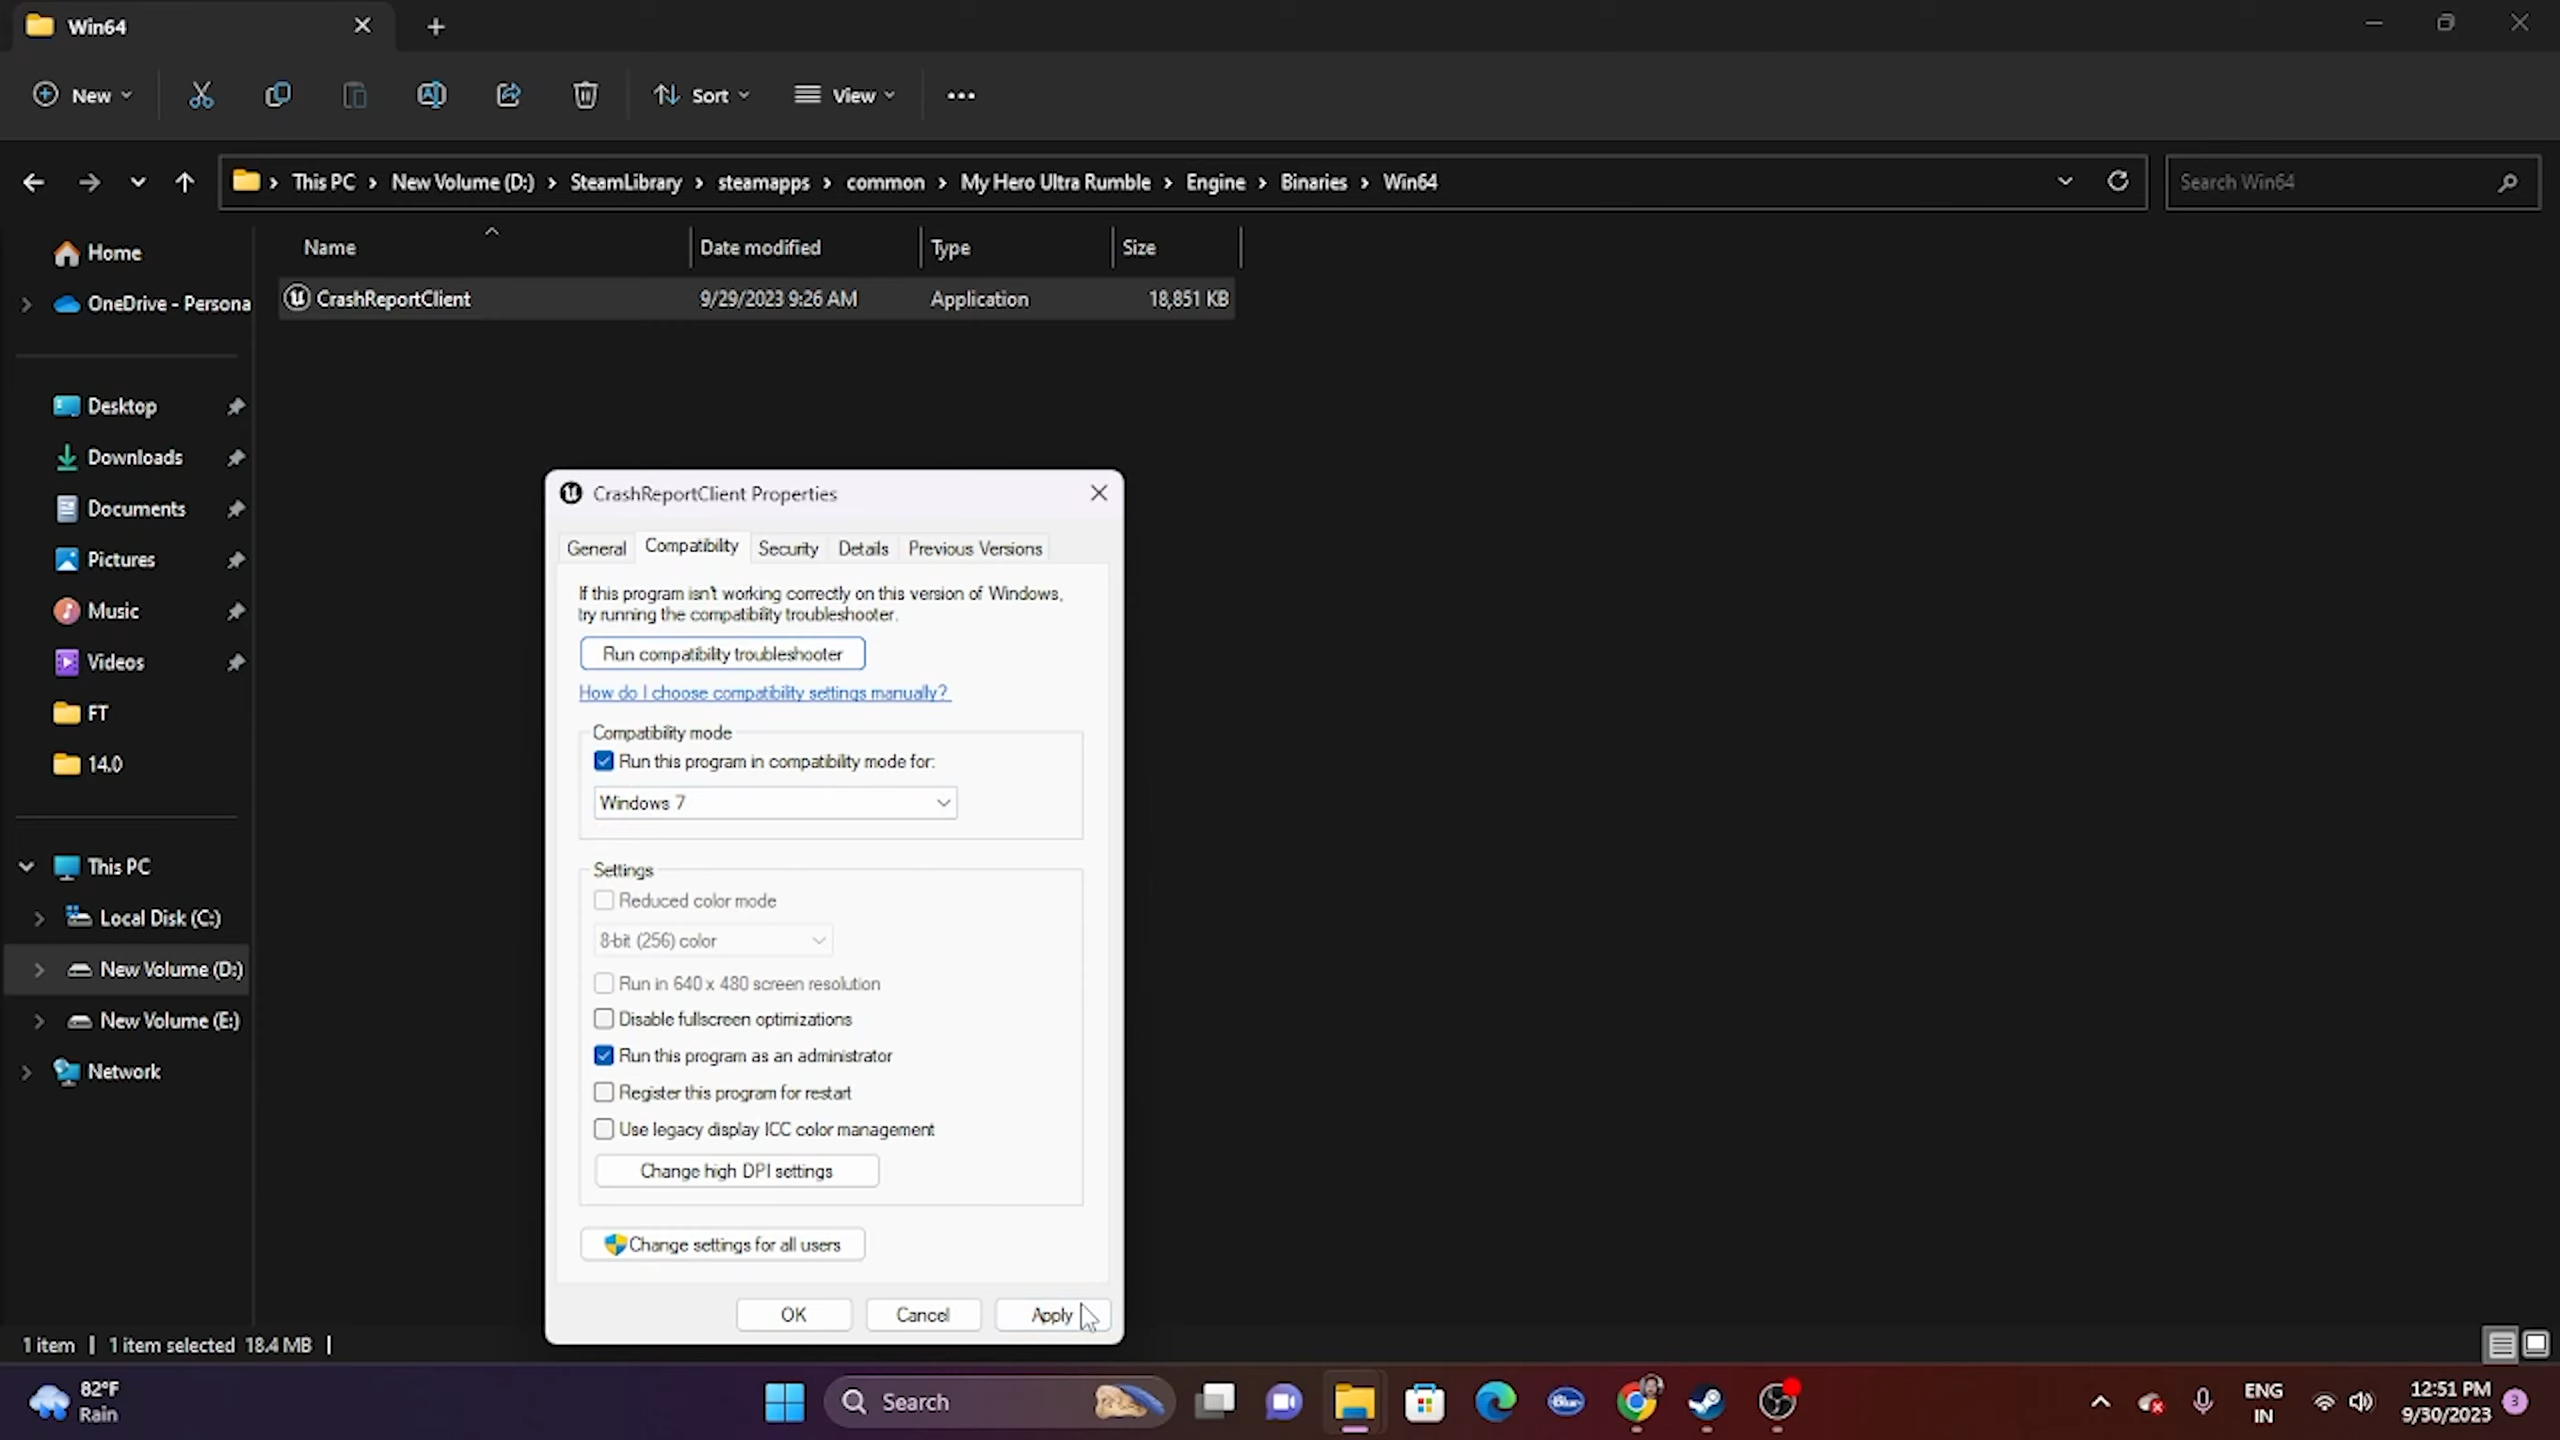 Win64
New
Sort
View
This PC > New Volume (D:) > SteamLibrary > steamapps > common > My Hero Ultra Rumble > Engine > Binaries > Win64
Search Win64
Name
Date modified
Type
Size
CrashReportClient
9/29/2023 9:26 AM
Application
18,851 KB
Home
OneDrive - Persona
Desktop
Downloads
Documents
Pictures
Music
Videos
FT
14.0
This PC
Local Disk (C:)
New Volume (D:)
New Volume (E:)
Network
CrashReportClient Properties
General
Compatibility
Security
Details
Previous Versions
If this program isn't working correctly on this version of Windows,
try running the compatibility troubleshooter.
Run compatibility troubleshooter
How do I choose compatibility settings manually?
Compatibility mode
Run this program in compatibility mode for:
Windows 7
Settings
Reduced color mode
8-bit (256) color
Run in 640 x 480 screen resolution
Disable fullscreen optimizations
Run this program as an administrator
Register this program for restart
Use legacy display ICC color management
Change high DPI settings
Change settings for all users
OK
Cancel
Apply
1 item | 1 item selected 18.4 MB |
82°F
Rain
Search
Blue
ENG
IN
12:51 PM
9/30/2023
3